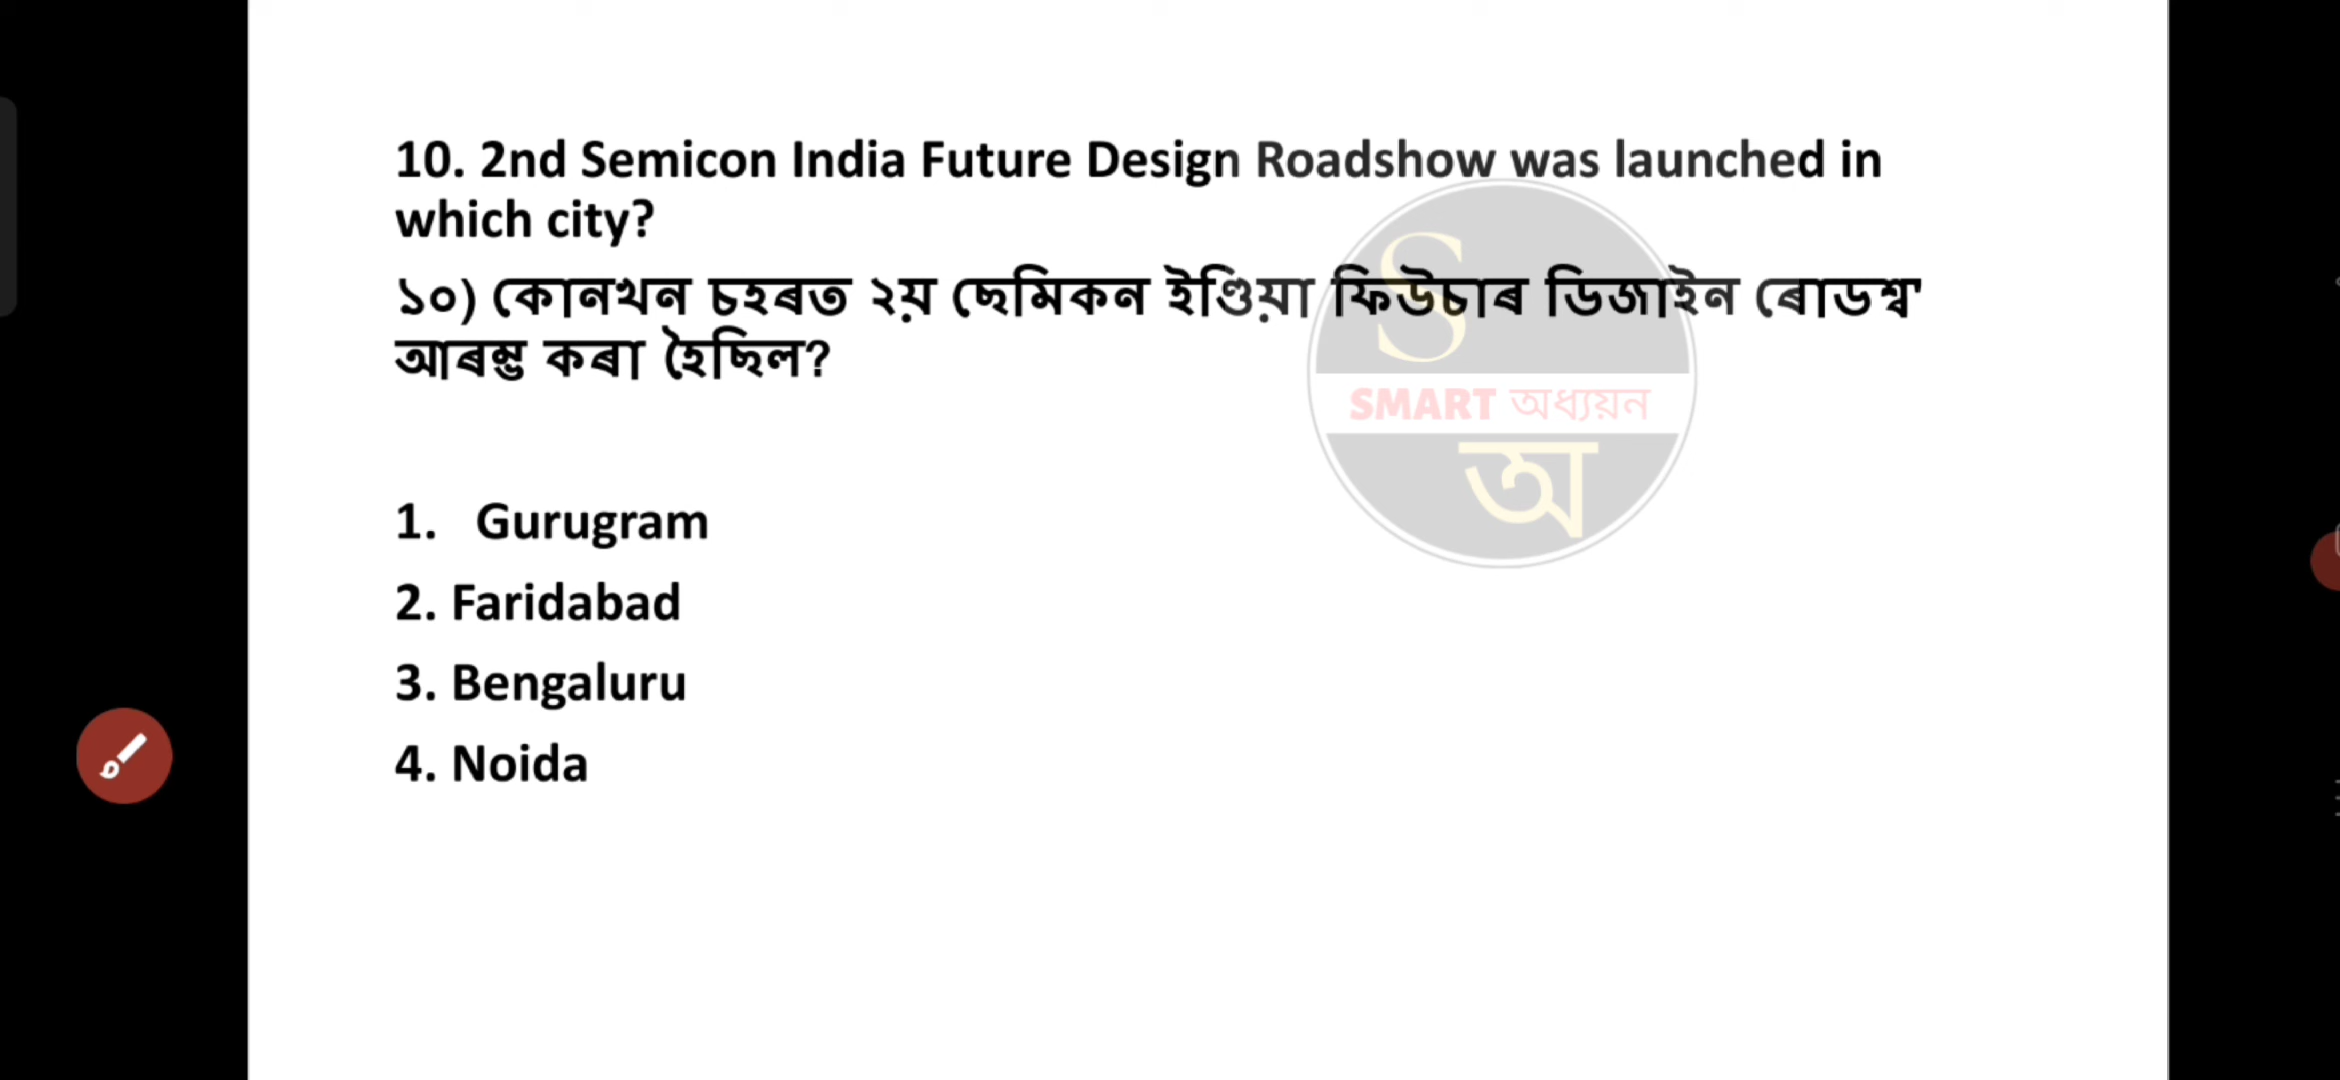 10. 2nd Semicon India Future Design Roadshow was launched in
which city?
১০) কোনখন চহৰত ২য় ছেমিকন ইণ্ডিয়া ফিউচাৰ ডিজাইন ৰোডশ্ব'
আৰম্ভ কৰা হৈছিল?
S
SMART অধ্যয়ন
অ
1. Gurugram
2. Faridabad
3. Bengaluru
4. Noida